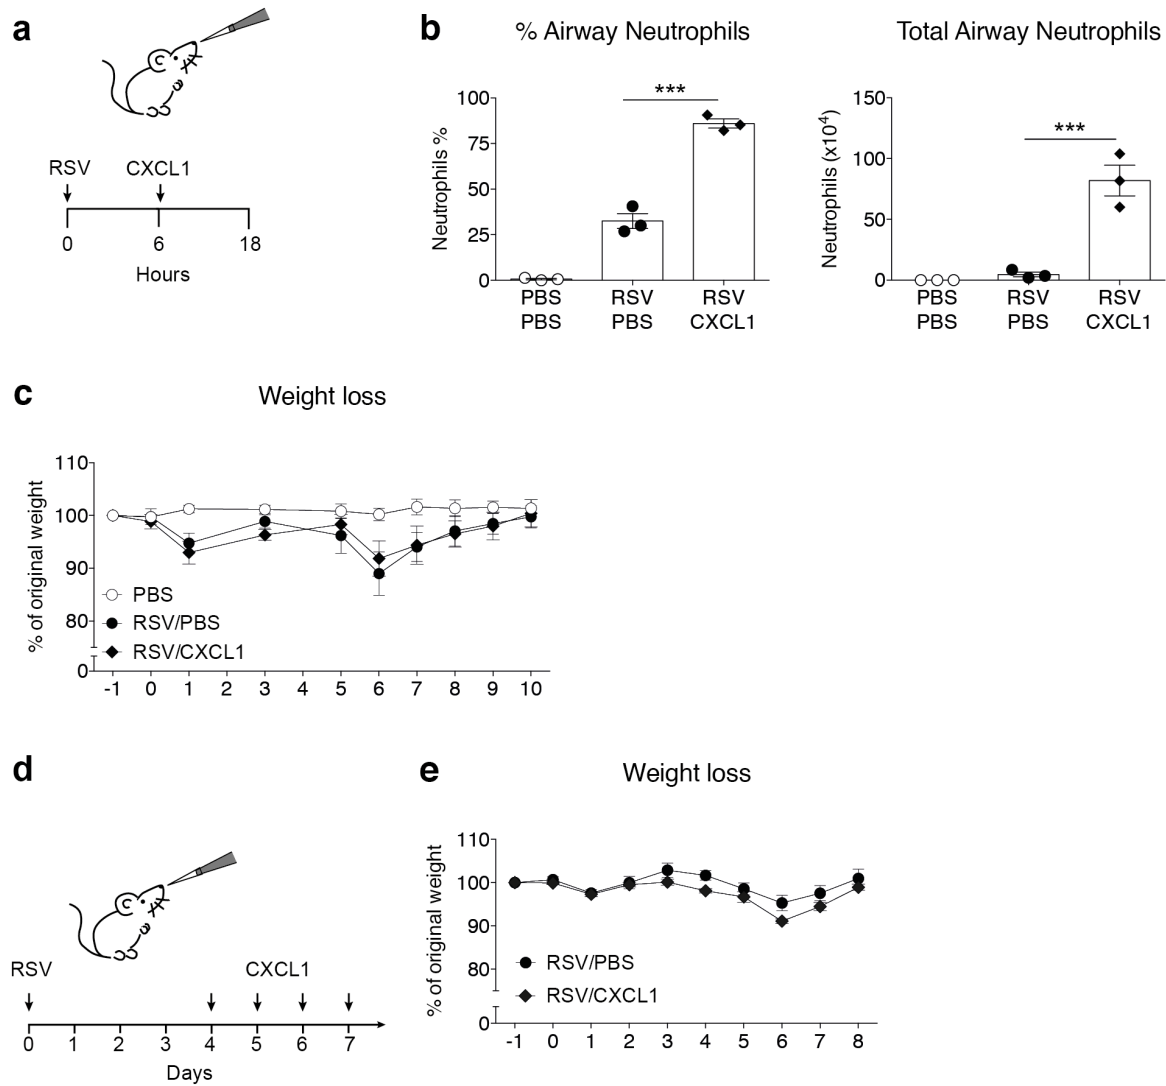 a
RSV CXCL1
0 6 18
Hours
b
% Airway Neutrophils
Neutrophils %
100
75
50
25
0
PBS RSV RSV
PBS PBS CXCL1
***
Total Airway Neutrophils
Neutrophils (x10⁴)
150
100
50
0
PBS RSV RSV
PBS PBS CXCL1
***
c
Weight loss
% of original weight
110
100
90
80
0
PBS
RSV/PBS
RSV/CXCL1
-1 0 1 2 3 4 5 6 7 8 9 10
d
RSV CXCL1
0 1 2 3 4 5 6 7
Days
e
Weight loss
% of original weight
110
100
90
80
0
RSV/PBS
RSV/CXCL1
-1 0 1 2 3 4 5 6 7 8